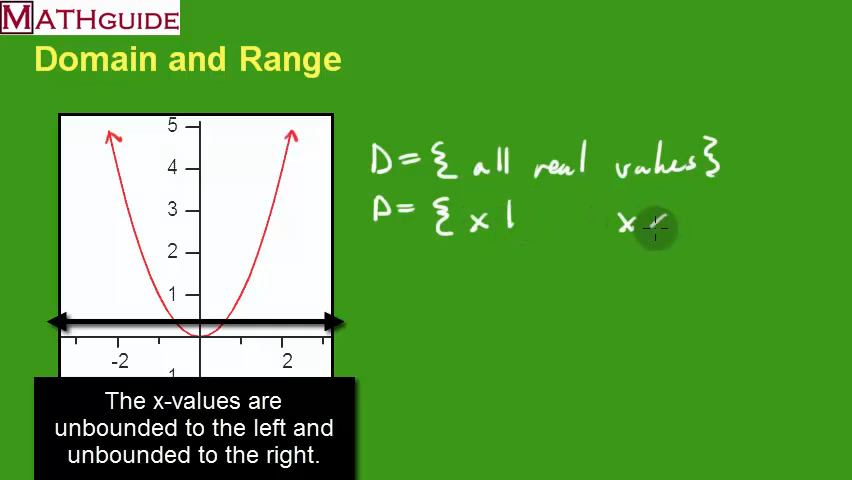 MATHGUIDE
Domain and Range
5
4
3
2
1
-2
2
D = { all real values }
D = { x | x <
The x-values are
unbounded to the left and
unbounded to the right.